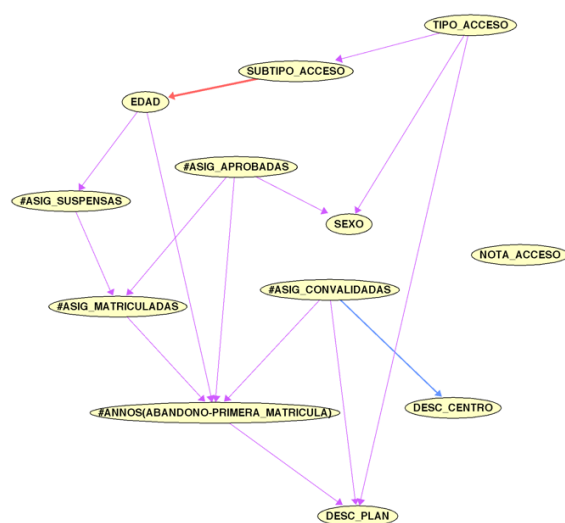 TIPO_ACCESO
SUBTIPO_ACCESO
EDAD
#ASIG_APROBADAS
#ASIG_SUSPENSAS
SEXO
NOTA_ACCESO
#ASIG_CONVALIDADAS
#ASIG_MATRICULADAS
DESC_CENTRO
#ANNOS(ABANDONO-PRIMERA_MATRICULA)
DESC_PLAN